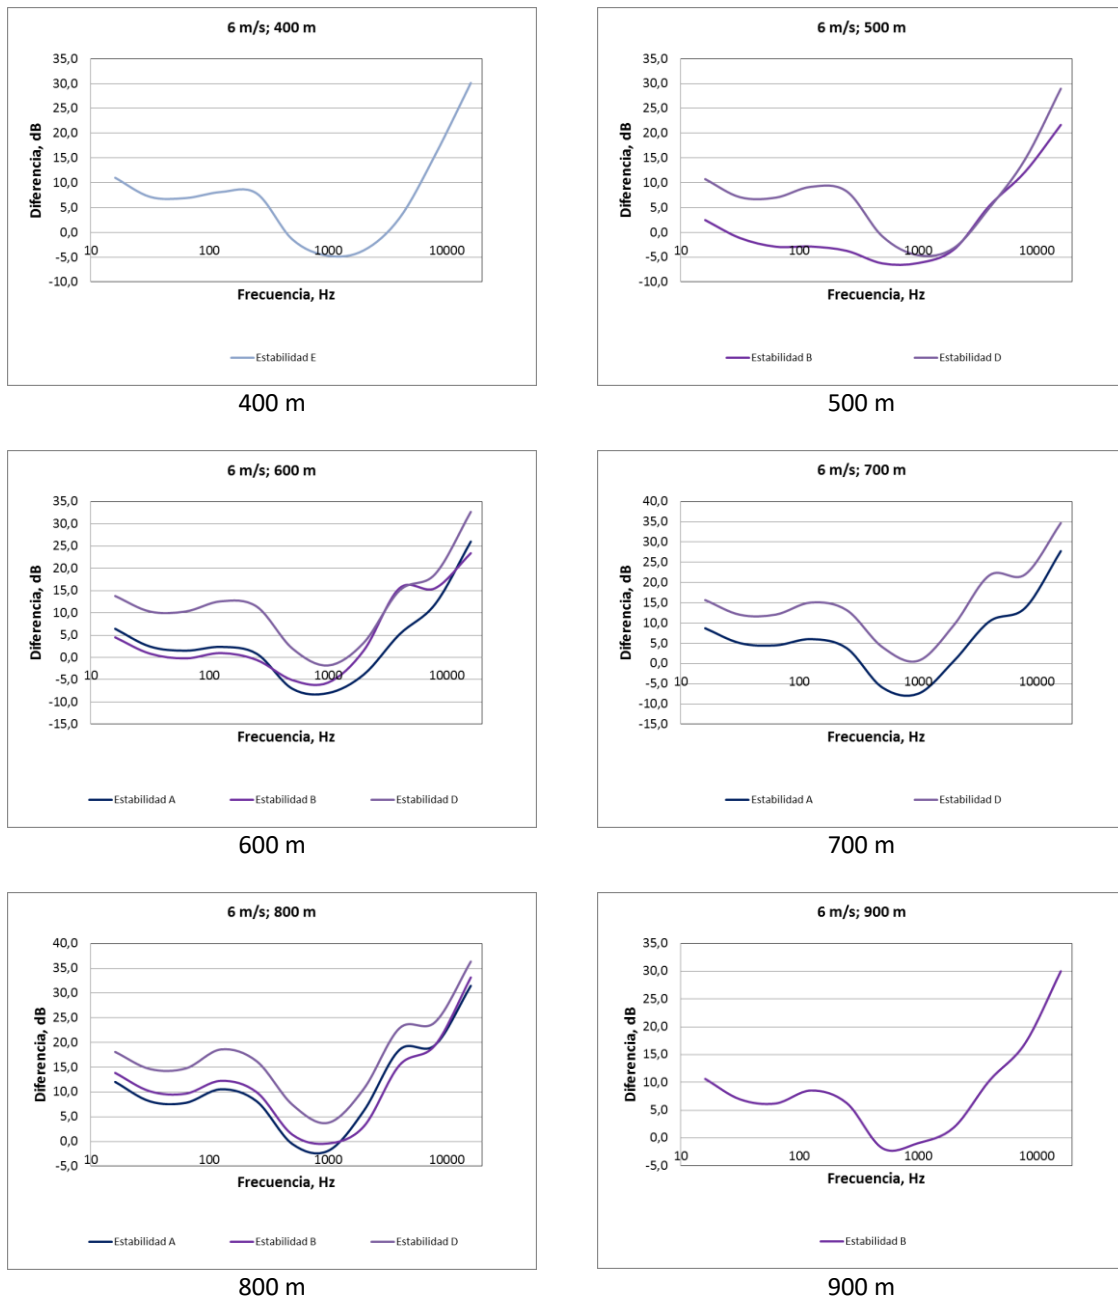 6 m/s; 400 m
35,0
30,0
25,0
20,0
15,0
10,0
5,0
0,0
-5,0
-10,0
10 100 1000 10000
Diferencia, dB
Frecuencia, Hz
Estabilidad E
400 m
6 m/s; 500 m
35,0
30,0
25,0
20,0
15,0
10,0
5,0
0,0
-5,0
-10,0
10 100 1000 10000
Diferencia, dB
Frecuencia, Hz
Estabilidad B Estabilidad D
500 m
6 m/s; 600 m
35,0
30,0
25,0
20,0
15,0
10,0
5,0
0,0
-5,0
-10,0
-15,0
10 100 1000 10000
Diferencia, dB
Frecuencia, Hz
Estabilidad A Estabilidad B Estabilidad D
600 m
6 m/s; 700 m
40,0
35,0
30,0
25,0
20,0
15,0
10,0
5,0
0,0
-5,0
-10,0
-15,0
10 100 1000 10000
Diferencia, dB
Frecuencia, Hz
Estabilidad A Estabilidad D
700 m
6 m/s; 800 m
40,0
35,0
30,0
25,0
20,0
15,0
10,0
5,0
0,0
-5,0
10 100 1000 10000
Diferencia, dB
Frecuencia, Hz
Estabilidad A Estabilidad B Estabilidad D
800 m
6 m/s; 900 m
35,0
30,0
25,0
20,0
15,0
10,0
5,0
0,0
-5,0
10 100 1000 10000
Diferencia, dB
Frecuencia, Hz
Estabilidad B
900 m